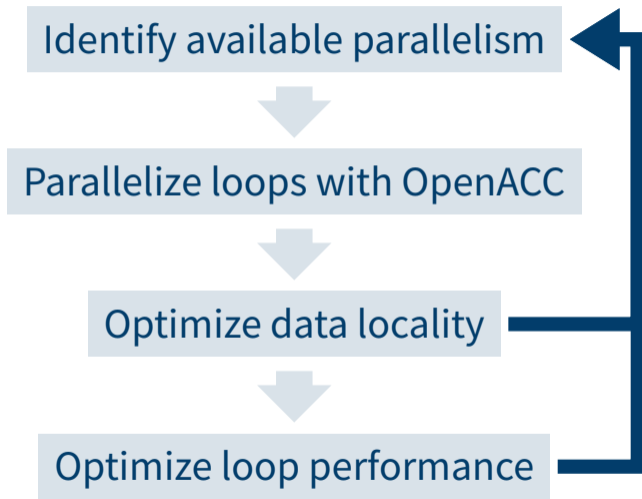 Identify available parallelism
Parallelize loops with OpenACC
Optimize data locality
Optimize loop performance